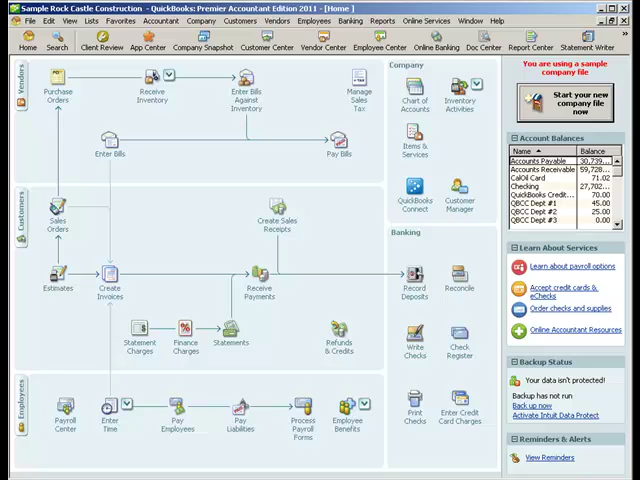 Sample Rock Castle Construction - QuickBooks: Premier Accountant Edition 2011 - [Home ]
File Edit View Lists Favorites Accountant Company Customers Vendors Employees Banking Reports Online Services Window Help
Home Search Client Review App Center Company Snapshot Customer Center Vendor Center Employee Center Online Banking Doc Center Report Center Statement Writer
Vendors
Purchase Orders
Receive Inventory
Enter Bills Against Inventory
Manage Sales Tax
Enter Bills
Pay Bills
Customers
Sales Orders
Create Sales Receipts
Estimates
Create Invoices
Receive Payments
Statement Charges
Finance Charges
Statements
Refunds & Credits
Employees
Payroll Center
Enter Time
Pay Employees
Pay Liabilities
Process Payroll Forms
Employee Benefits
Company
Chart of Accounts
Inventory Activities
Items & Services
QuickBooks Connect
Customer Manager
Banking
Record Deposits
Reconcile
Write Checks
Check Register
Print Checks
Enter Credit Card Charges
You are using a sample
company file
Start your new
company file
now
Account Balances
Name Balance
Accounts Payable 30,739...
Accounts Receivable 59,728...
CalOil Card 71.02
Checking 27,702...
QuickBooks Credit... 70.00
QBCC Dept #1 45.00
QBCC Dept #2 25.00
QBCC Dept #3 0.00
Learn About Services
Learn about payroll options
Accept credit cards &
eChecks
Order checks and supplies
Online Accountant Resources
Backup Status
Your data isn't protected!
Backup has not run
Back up now
Activate Intuit Data Protect
Reminders & Alerts
View Reminders